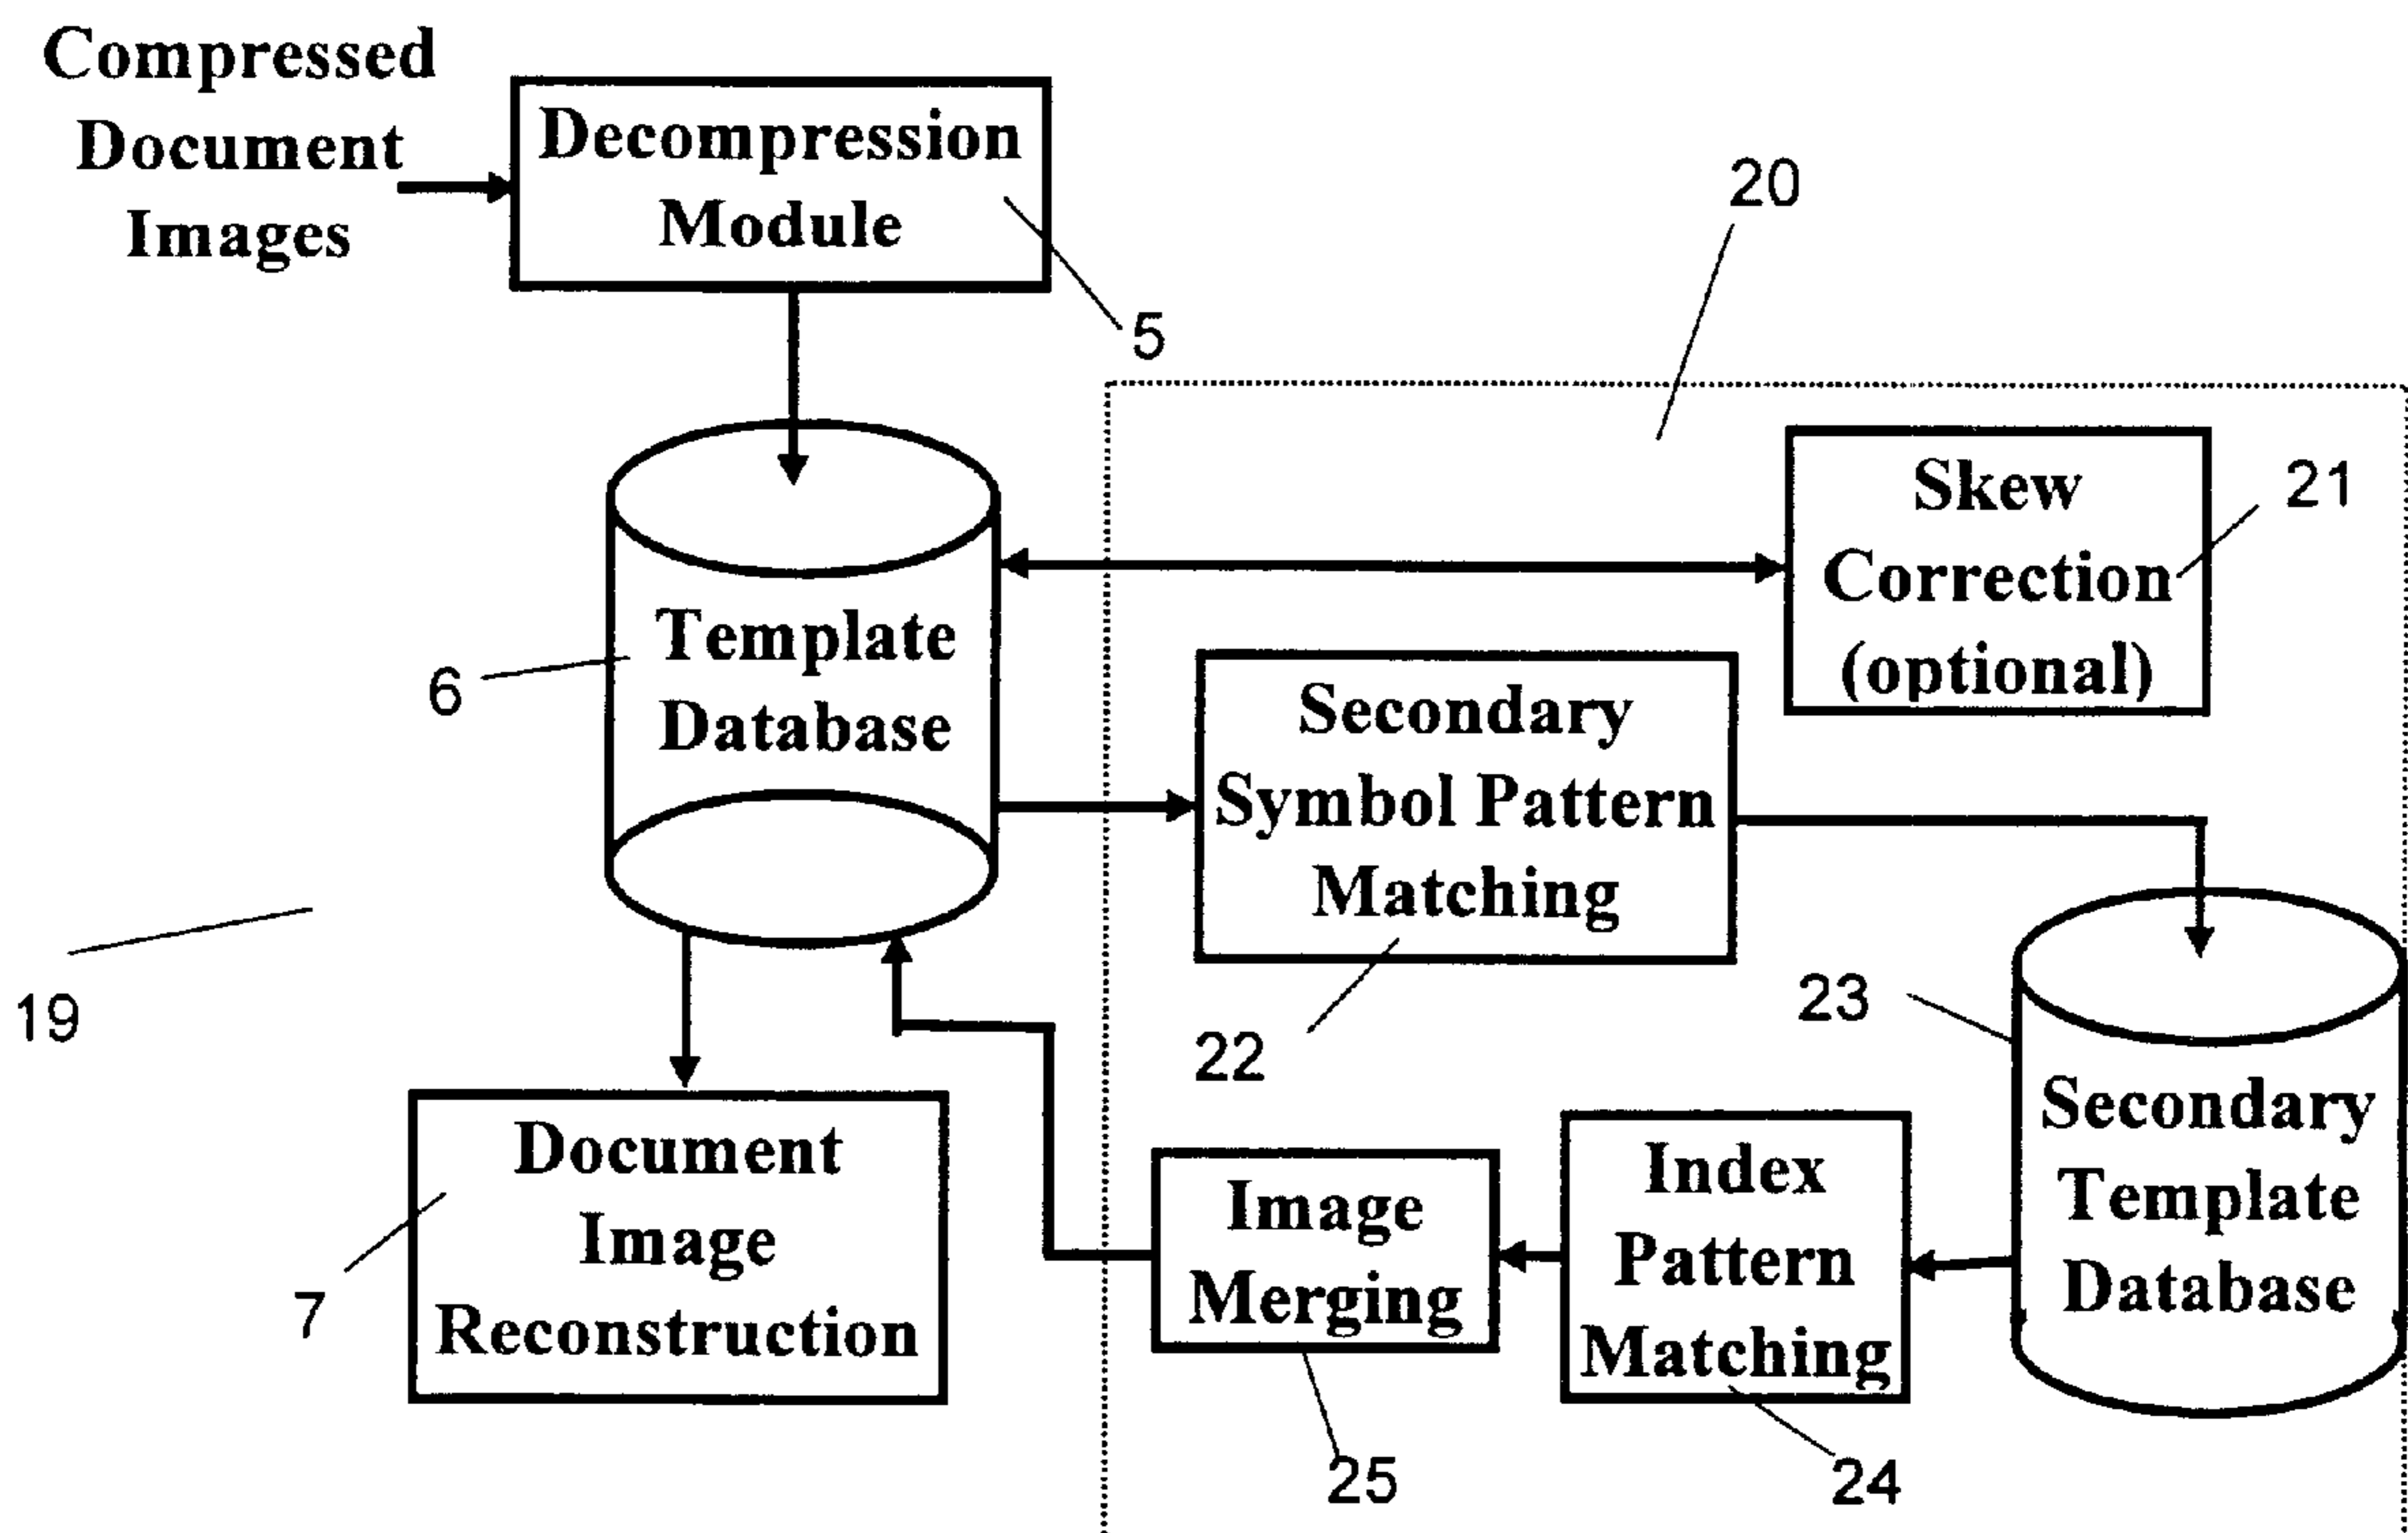 Compressed
Document
Images
Decompression
Module
5
20
Skew
Correction
(optional)
21
Template
Database
6
Secondary
Symbol Pattern
Matching
22
19
23
Secondary
Template
Database
Document
Image
Reconstruction
7
Image
Merging
25
Index
Pattern
Matching
24